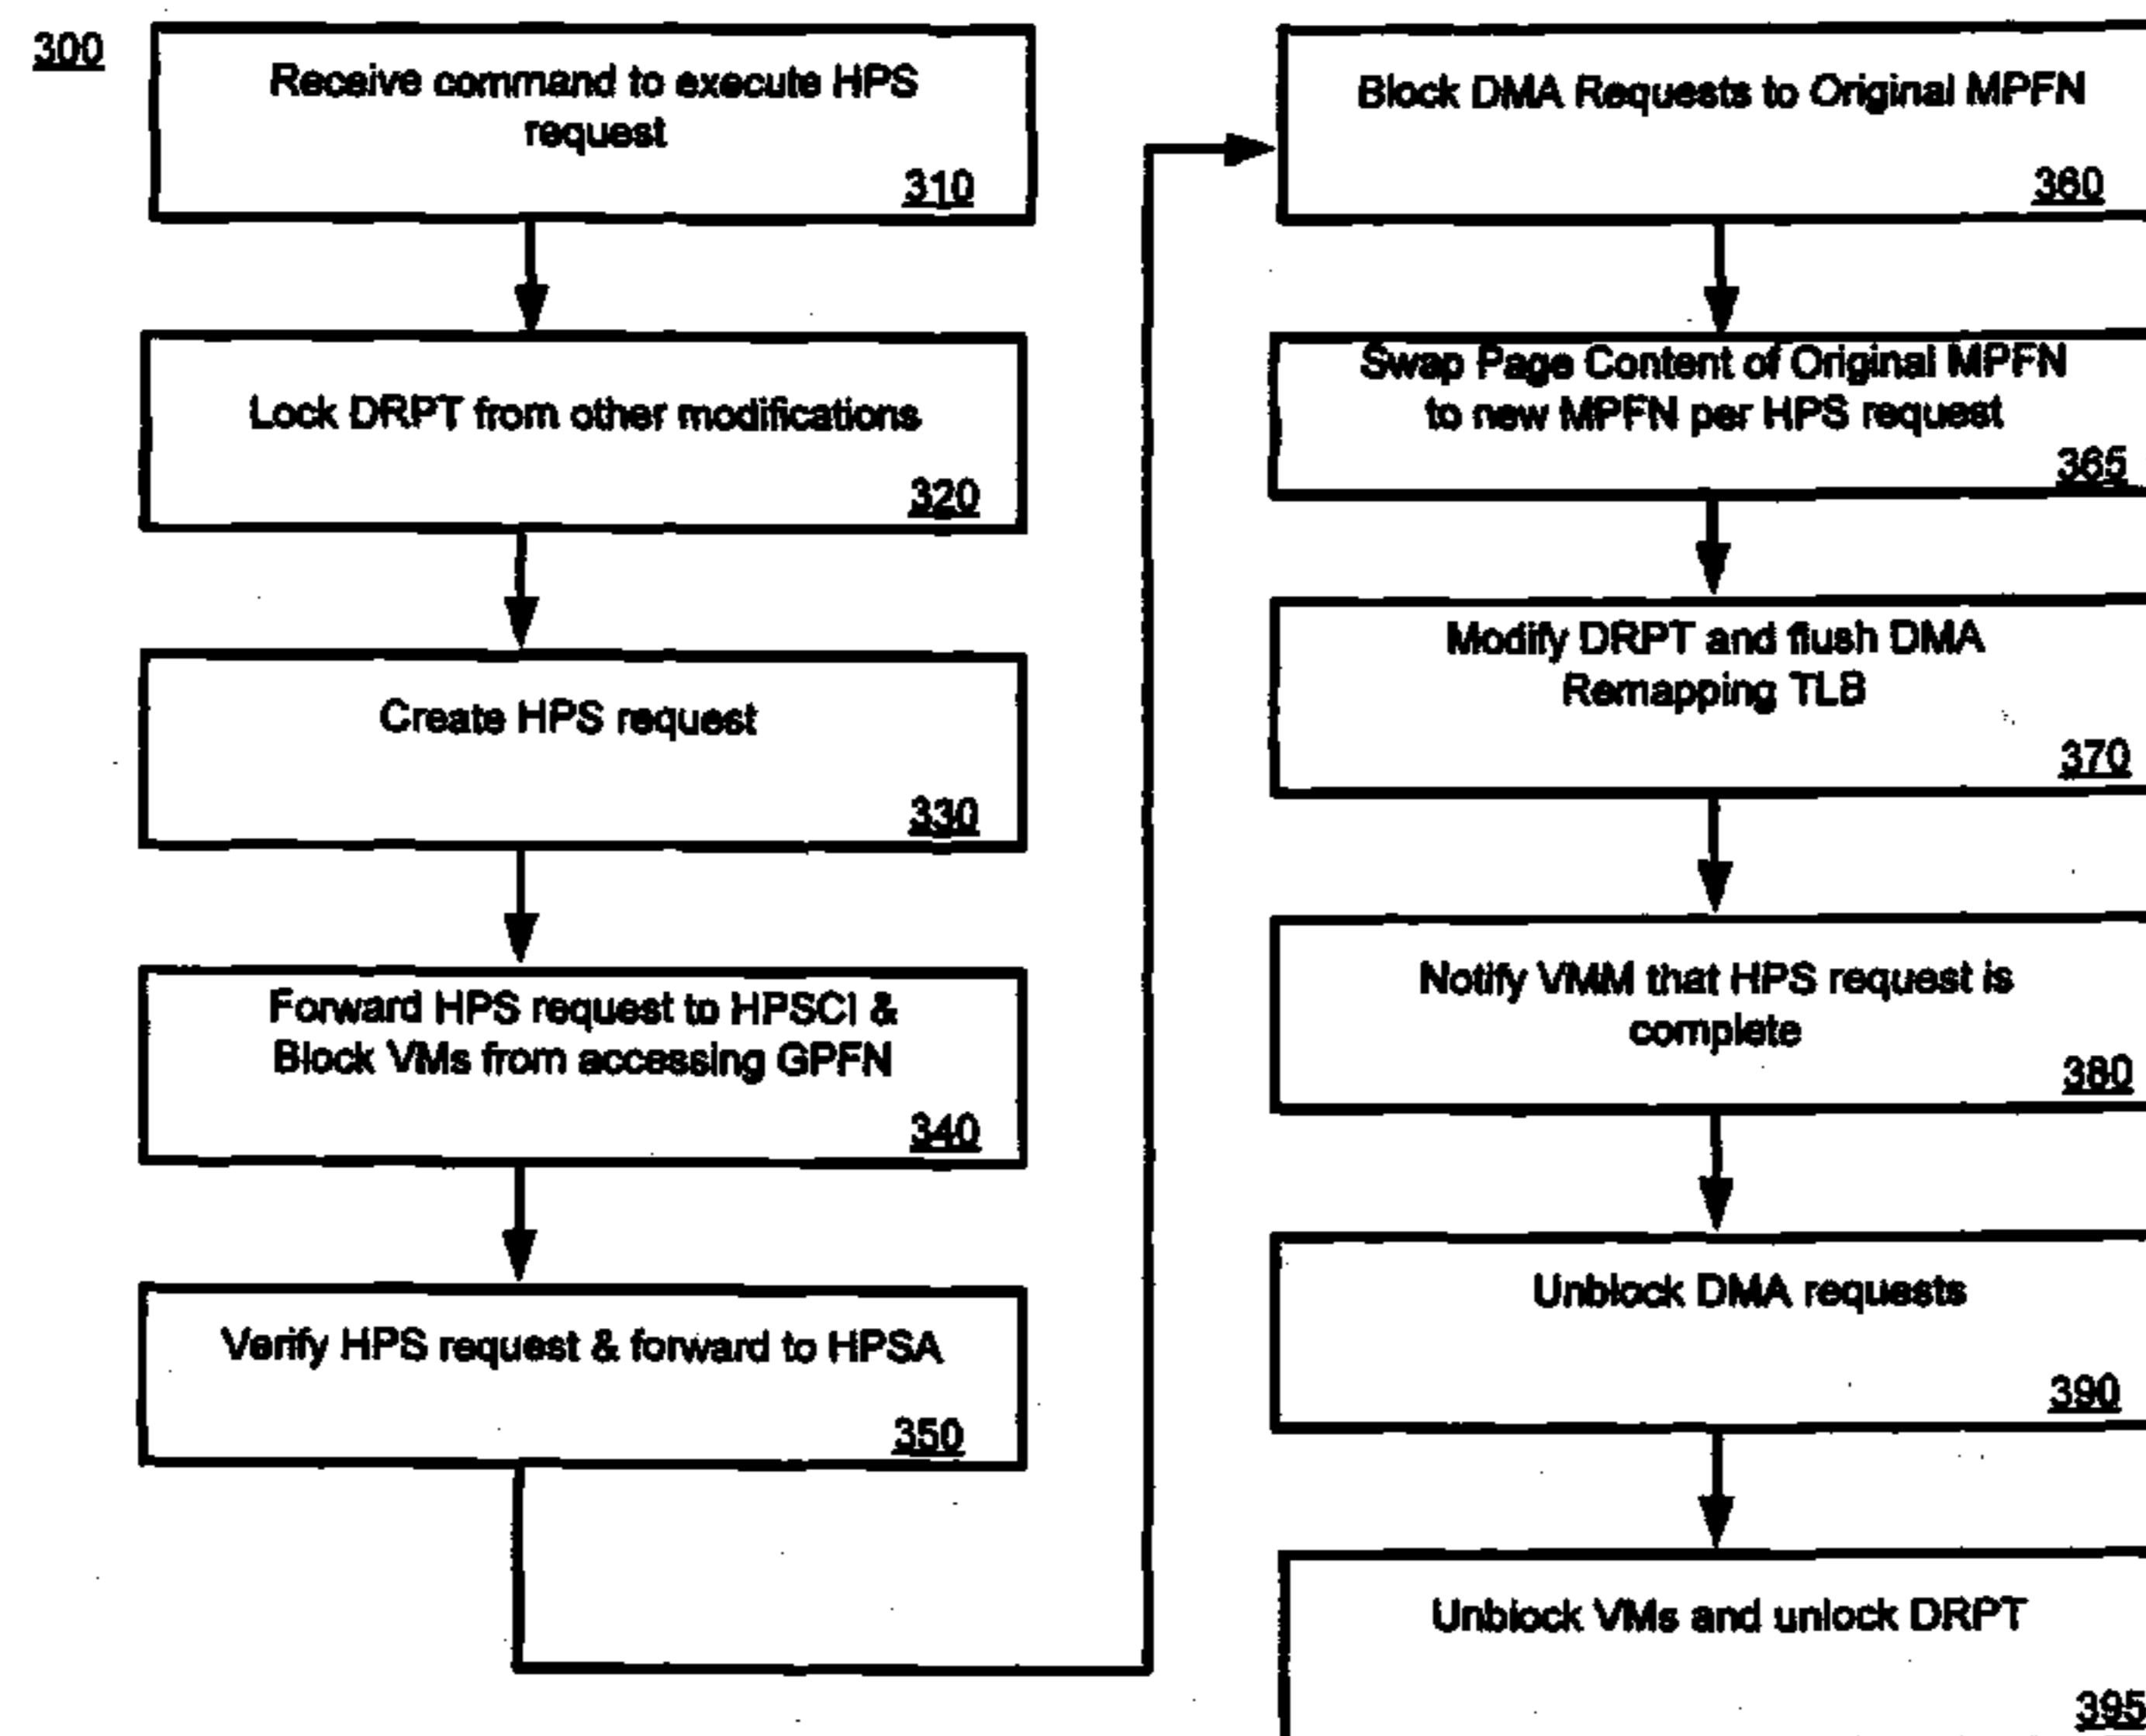 300
Receive command to execute HPS
request
310
Lock DRPT from other modifications
320
Create HPS request
330
Forward HPS request to HPSCI &
Block VMs from accessing GPFN
340
Verify HPS request & forward to HPSA
350
Block DMA Requests to Original MPFN
360
Swap Page Content of Original MPFN
to new MPFN per HPS request
365
Modify DRPT and flush DMA
Remapping TLB
370
Notify VMM that HPS request is
complete
380
Unblock DMA requests
390
Unblock VMs and unlock DRPT
395